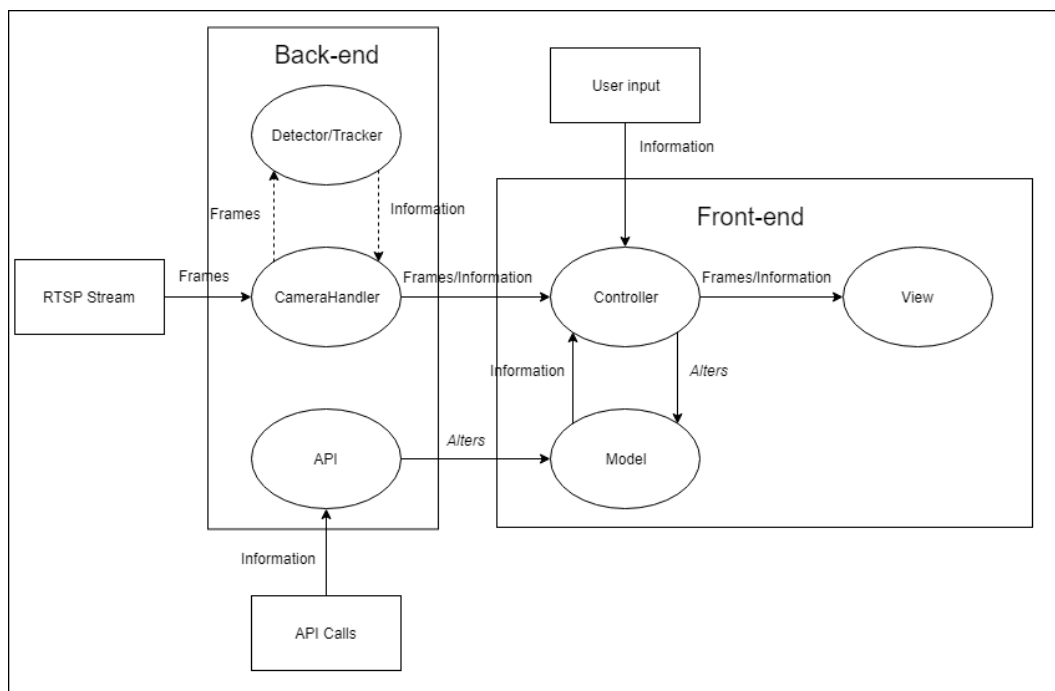 Back-end
User input
Detector/Tracker
Information
Frames
Information
Front-end
RTSP Stream
Frames
CameraHandler
Frames/Information
Controller
Frames/Information
View
Information
Alters
API
Alters
Model
Information
API Calls